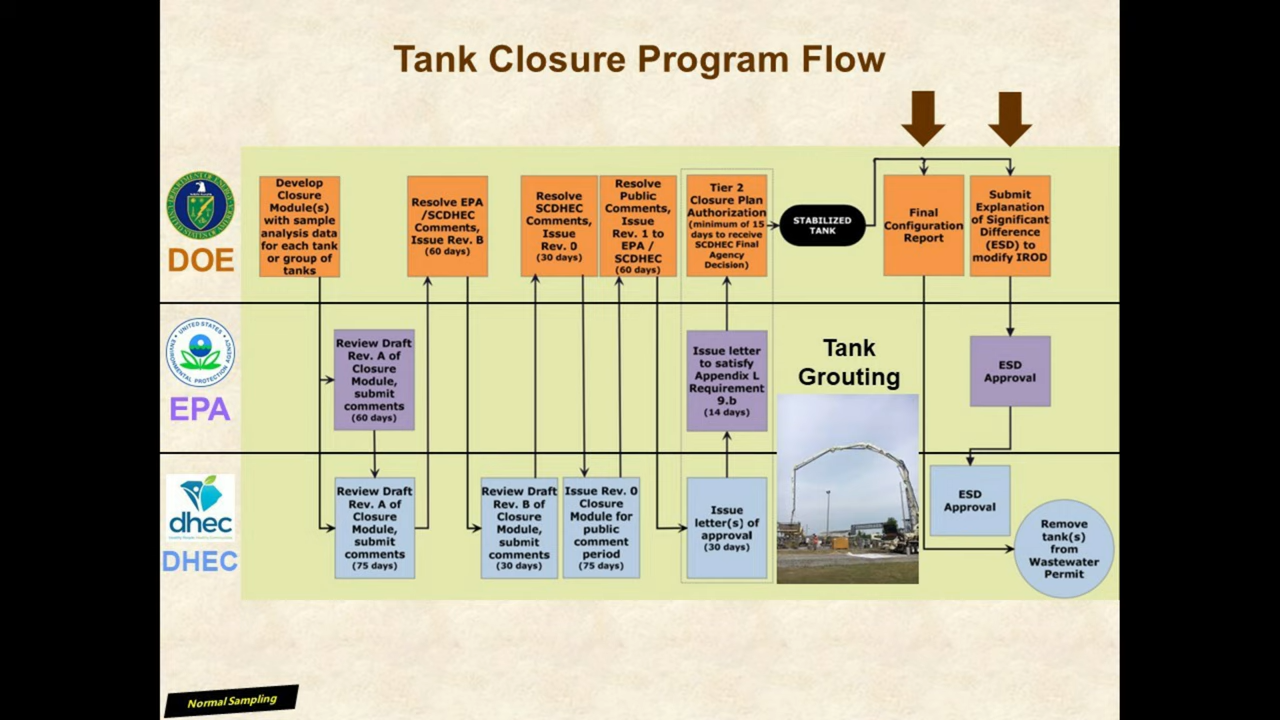 Tank Closure Program Flow
DOE
Develop
Closure
Module(s)
with sample
analysis data
for each tank
or group of
tanks
Resolve EPA
/SCDHEC
Comments,
Issue Rev. B
(60 days)
Resolve
SCDHEC
Comments,
Issue
Rev. 0
(30 days)
Resolve
Public
Comments,
Issue
Rev. 1 to
EPA /
SCDHEC
(60 days)
Tier 2
Closure Plan
Authorization
(minimum of 15
days to receive
SCDHEC Final
Agency
Decision)
STABILIZED
TANK
Final
Configuration
Report
Submit
Explanation
of Significant
Difference
(ESD) to
modify IROD
UNITED STATES
ENVIRONMENTAL PROTECTION AGENCY
EPA
Review Draft
Rev. A of
Closure
Module,
submit
comments
(60 days)
Issue letter
to satisfy
Appendix L
Requirement
9.b
(14 days)
Tank
Grouting
ESD
Approval
dhec
DHEC
Review Draft
Rev. A of
Closure
Module,
submit
comments
(75 days)
Review Draft
Rev. B of
Closure
Module,
submit
comments
(30 days)
Issue Rev. 0
Closure
Module for
public
comment
period
(75 days)
Issue
letter(s) of
approval
(30 days)
ESD
Approval
Remove
tank(s)
from
Wastewater
Permit
Normal Sampling